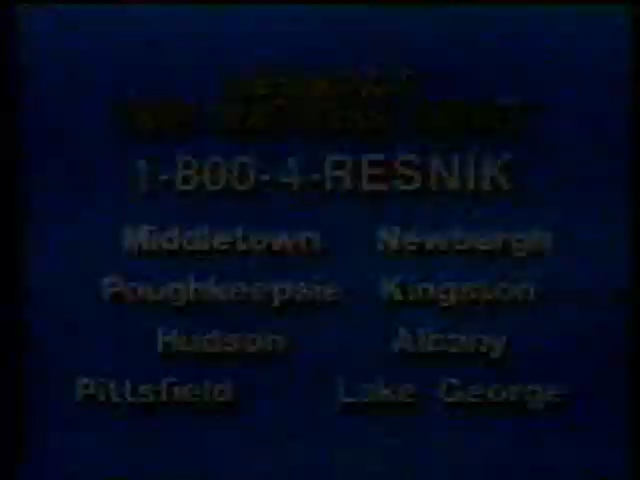 1-800-4-RESNIK
Middletown Newburgh
Poughkeepsie Kingston
Hudson Albany
Pittsfield Lake George